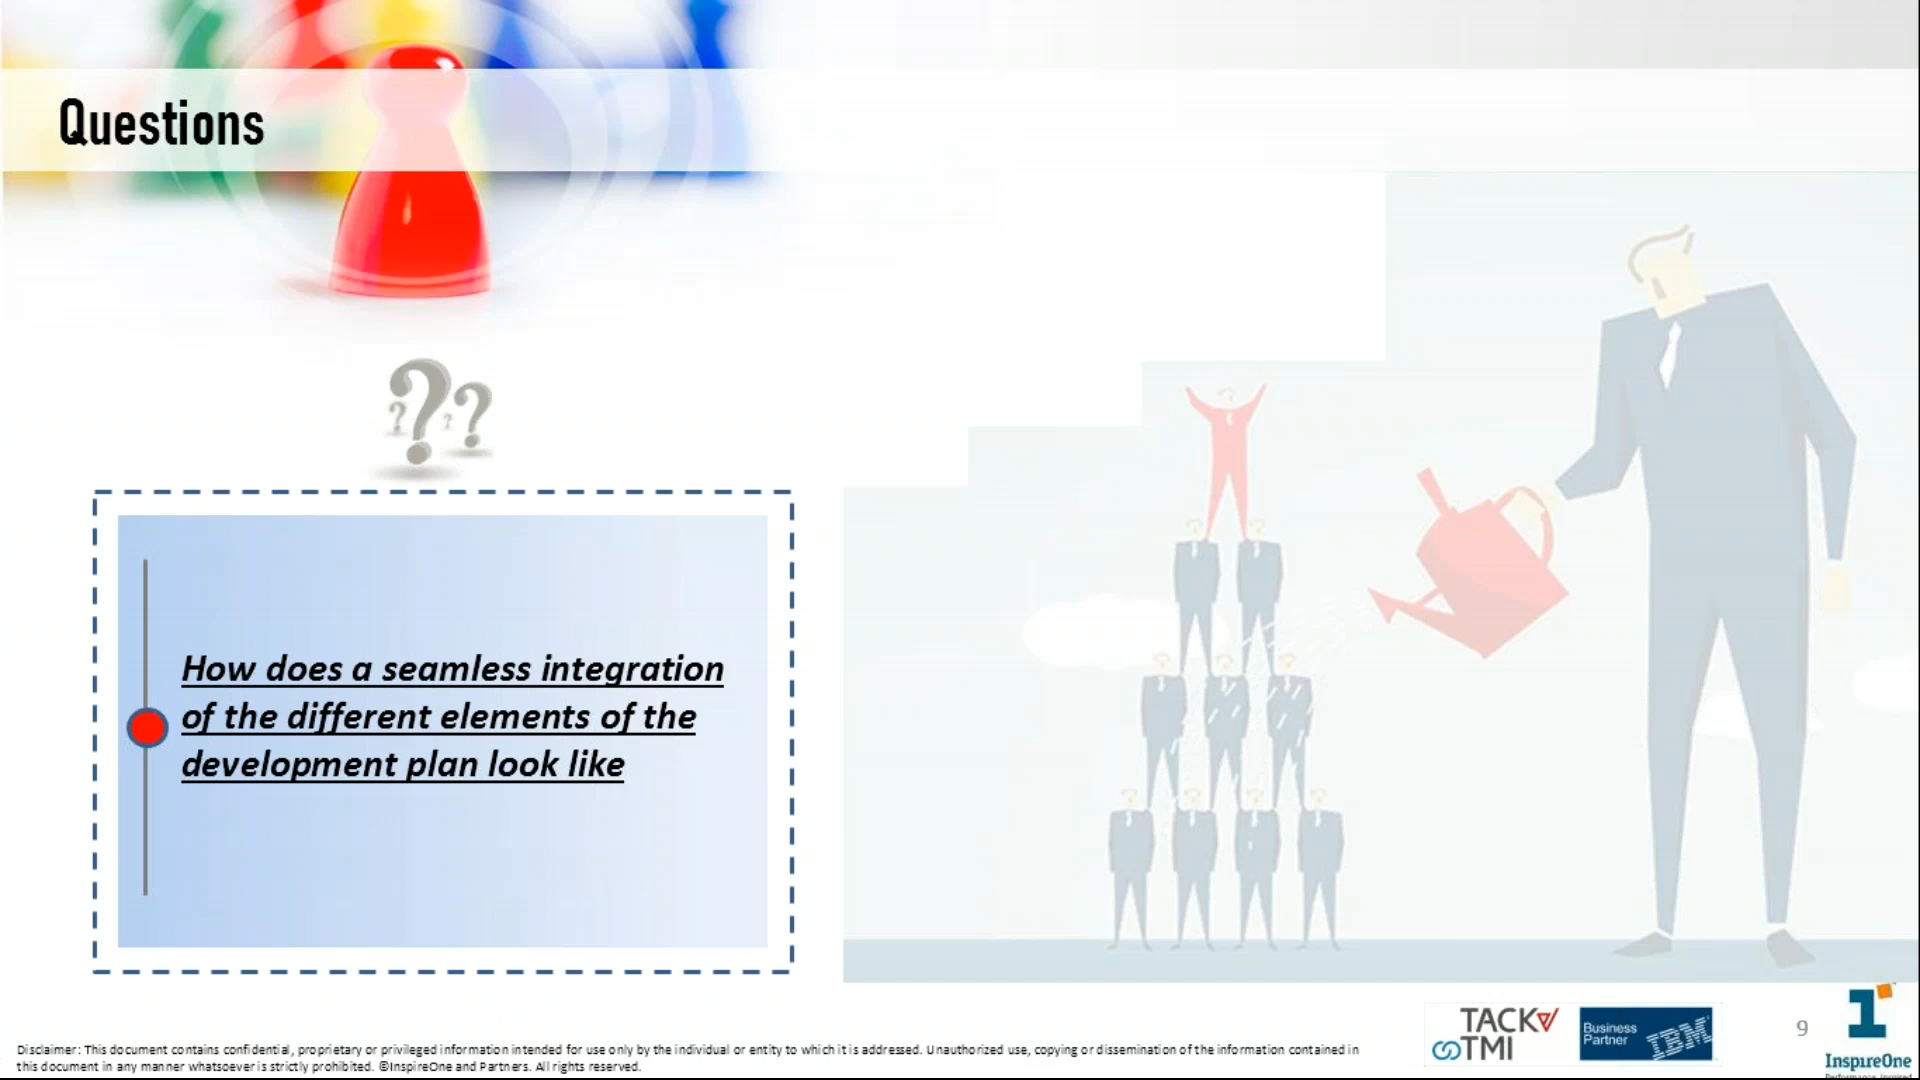 Questions
How does a seamless integration
of the different elements of the
development plan look like
TACK
TMI
Business
Partner
IBM
9
InspireOne
Performance. Inspired
Disclaimer: This document contains confidential, proprietary or privileged information intended for use only by the individual or entity to which it is addressed. Unauthorized use, copying or dissemination of the information contained in
this document in any manner whatsoever is strictly prohibited. ©InspireOne and Partners. All rights reserved.